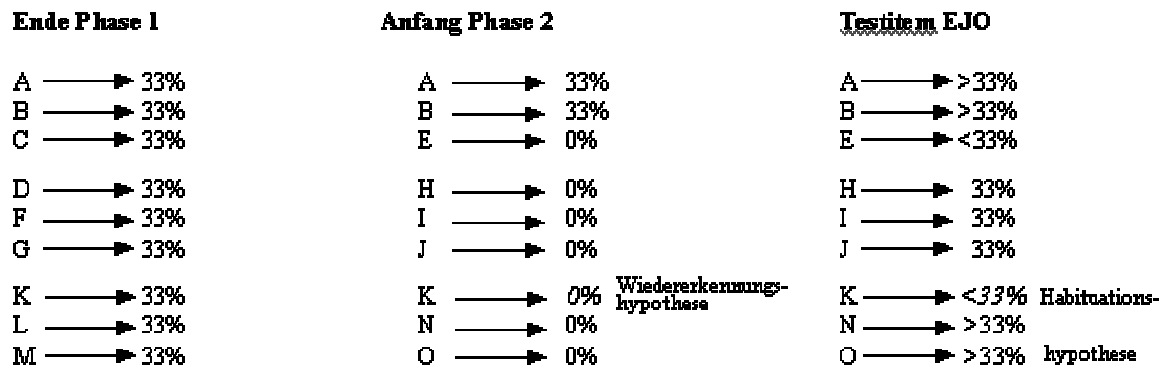 Ende Phase 1 Anfang Phase 2 Testitem EJO
A 33% A 33% A >33%
B 33% B 33% B >33%
C 33% E 0% E <33%
D 33% H 0% H 33%
F 33% I 0% I 33%
G 33% J 0% J 33%
K 33% K 0% Wiedererkennungs-hypothese K <33% Habituations-
L 33% N 0% N >33%
M 33% O 0% O >33% hypothese